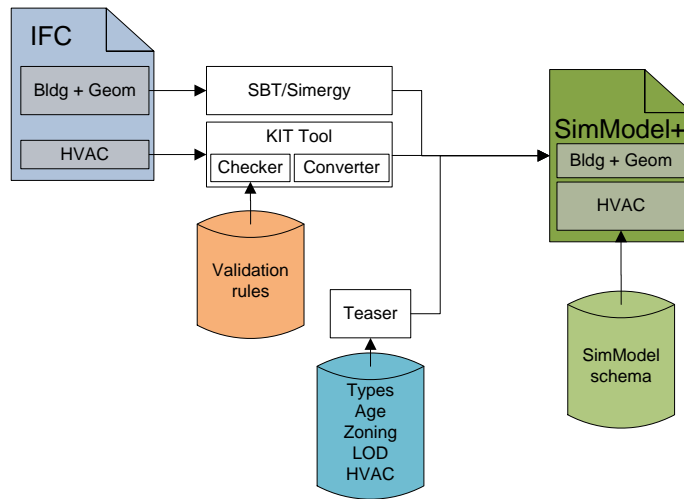 IFC
Bldg + Geom
HVAC
SBT/Simergy
KIT Tool
Checker
Converter
SimModel+
Bldg + Geom
HVAC
Validation
rules
Teaser
Types
Age
Zoning
LOD
HVAC
SimModel
schema